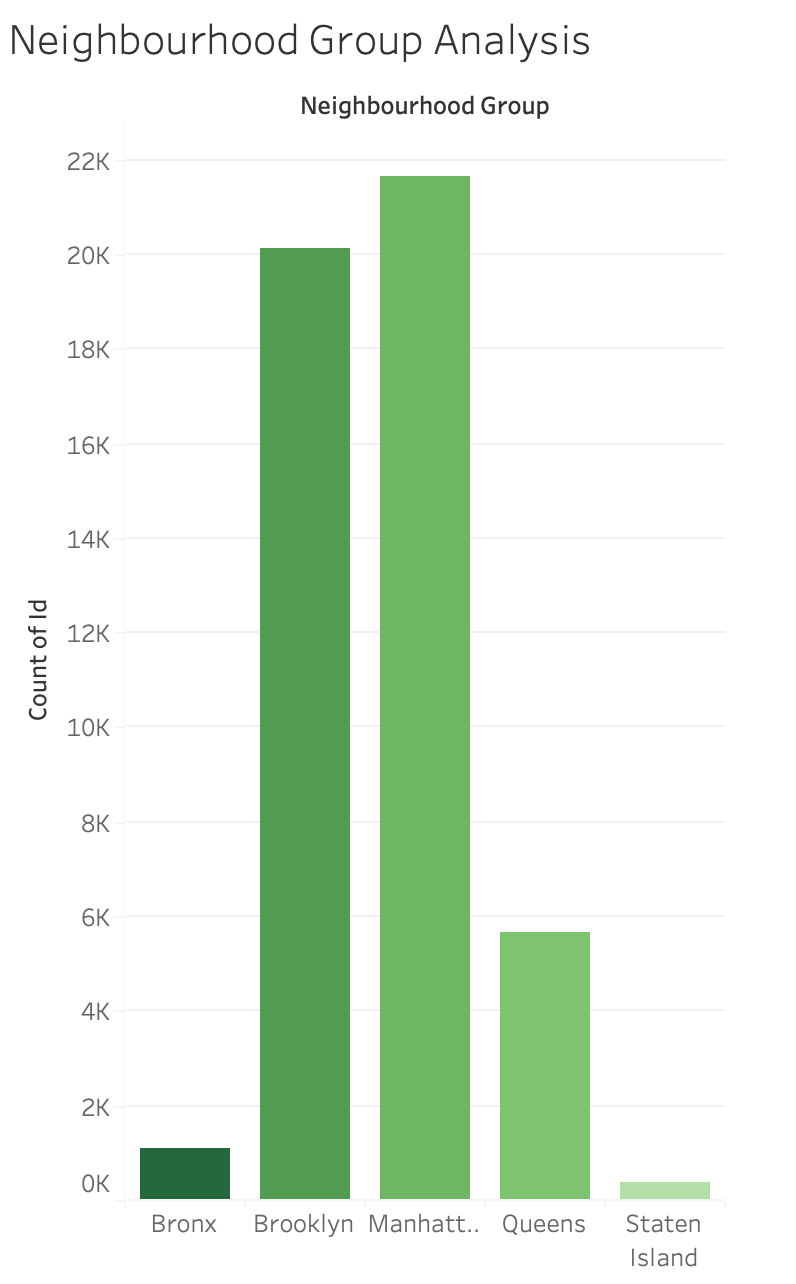 Neighbourhood Group Analysis
Neighbourhood Group
22K
20K
18K
16K
14K
12K
10K
8K
6K
4K
2K
0K
Count of Id
Bronx Brooklyn Manhatt.. Queens Staten
Island